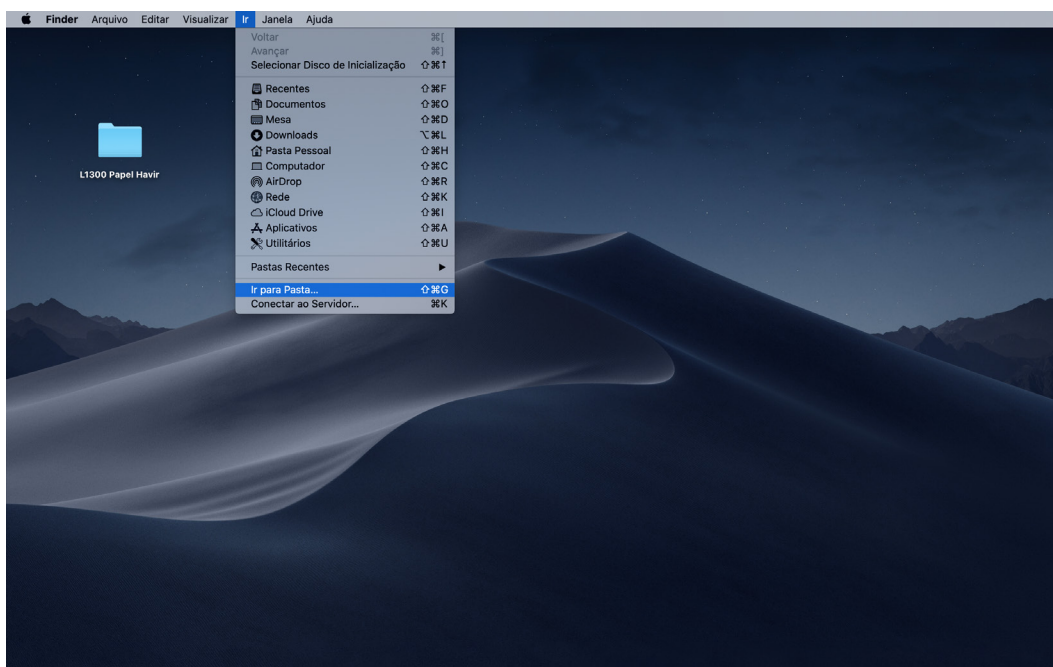 Finder Arquivo Editar Visualizar Ir Janela Ajuda
Voltar ⌘[
Avançar ⌘]
Selecionar Disco de Inicialização ⇧⌘↑
Recentes ⇧⌘F
Documentos ⇧⌘O
Mesa ⇧⌘D
Downloads ⌥⌘L
Pasta Pessoal ⇧⌘H
Computador ⇧⌘C
AirDrop ⇧⌘R
Rede ⇧⌘K
iCloud Drive ⇧⌘I
Aplicativos ⇧⌘A
Utilitários ⇧⌘U
Pastas Recentes ▶
Ir para Pasta... ⇧⌘G
Conectar ao Servidor... ⌘K
L1300 Papel Havir